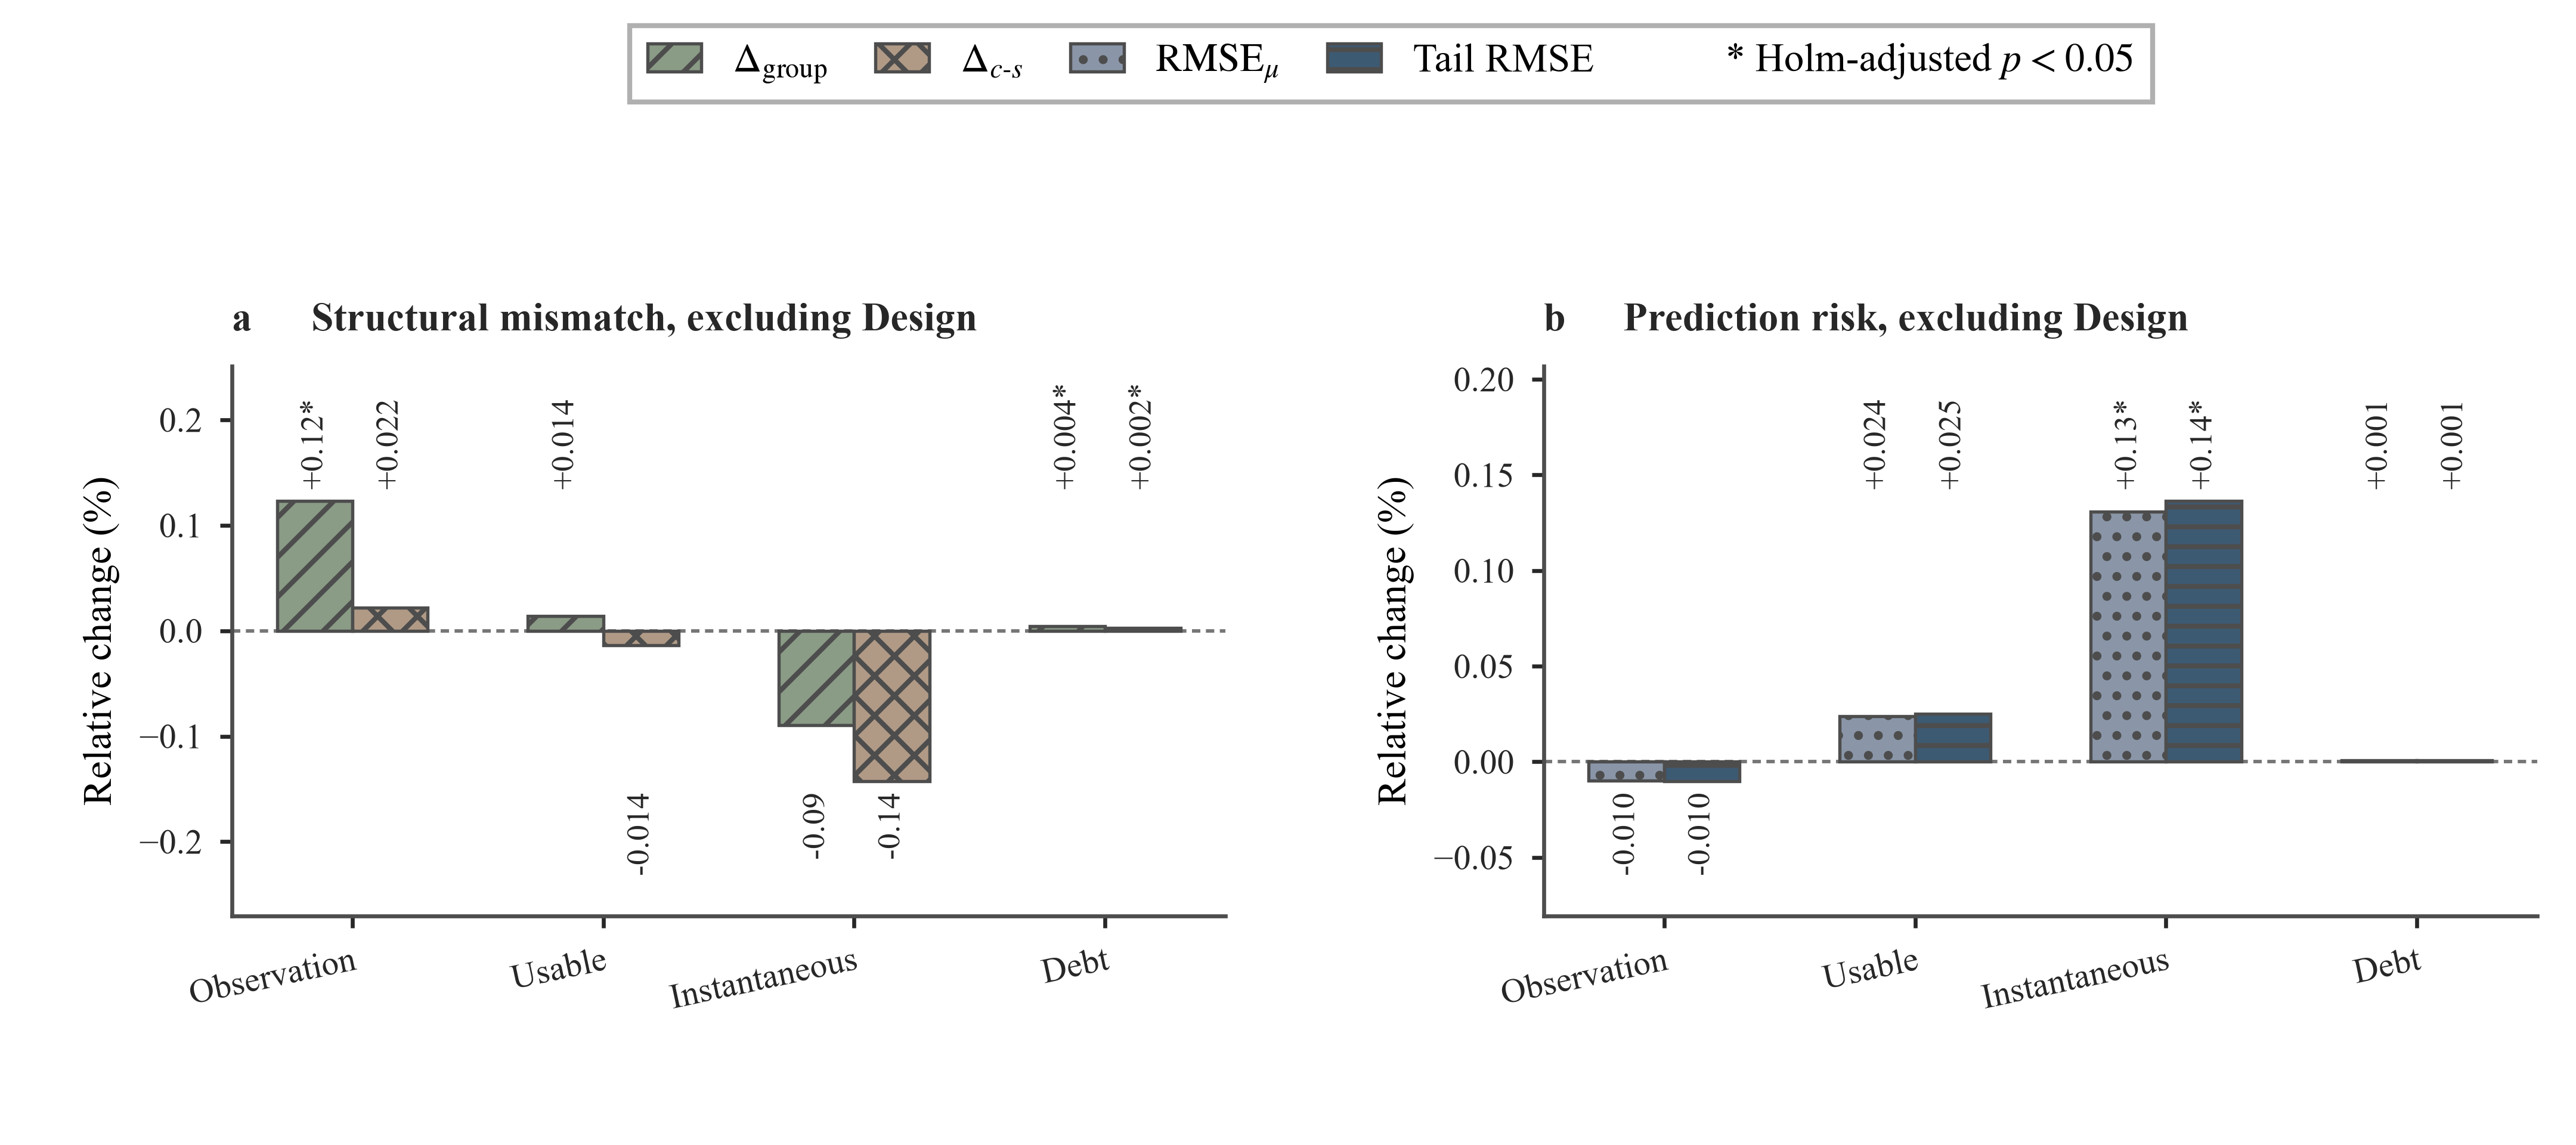 Δgroup Δc-s RMSEμ Tail RMSE * Holm-adjusted p < 0.05
a Structural mismatch, excluding Design
Relative change (%)
0.2
0.1
0.0
−0.1
−0.2
+0.12*
+0.022
+0.014
-0.014
-0.09
-0.14
+0.004*
+0.002*
Observation
Usable
Instantaneous
Debt
b Prediction risk, excluding Design
Relative change (%)
0.20
0.15
0.10
0.05
0.00
−0.05
-0.010
-0.010
+0.024
+0.025
+0.13*
+0.14*
+0.001
+0.001
Observation
Usable
Instantaneous
Debt